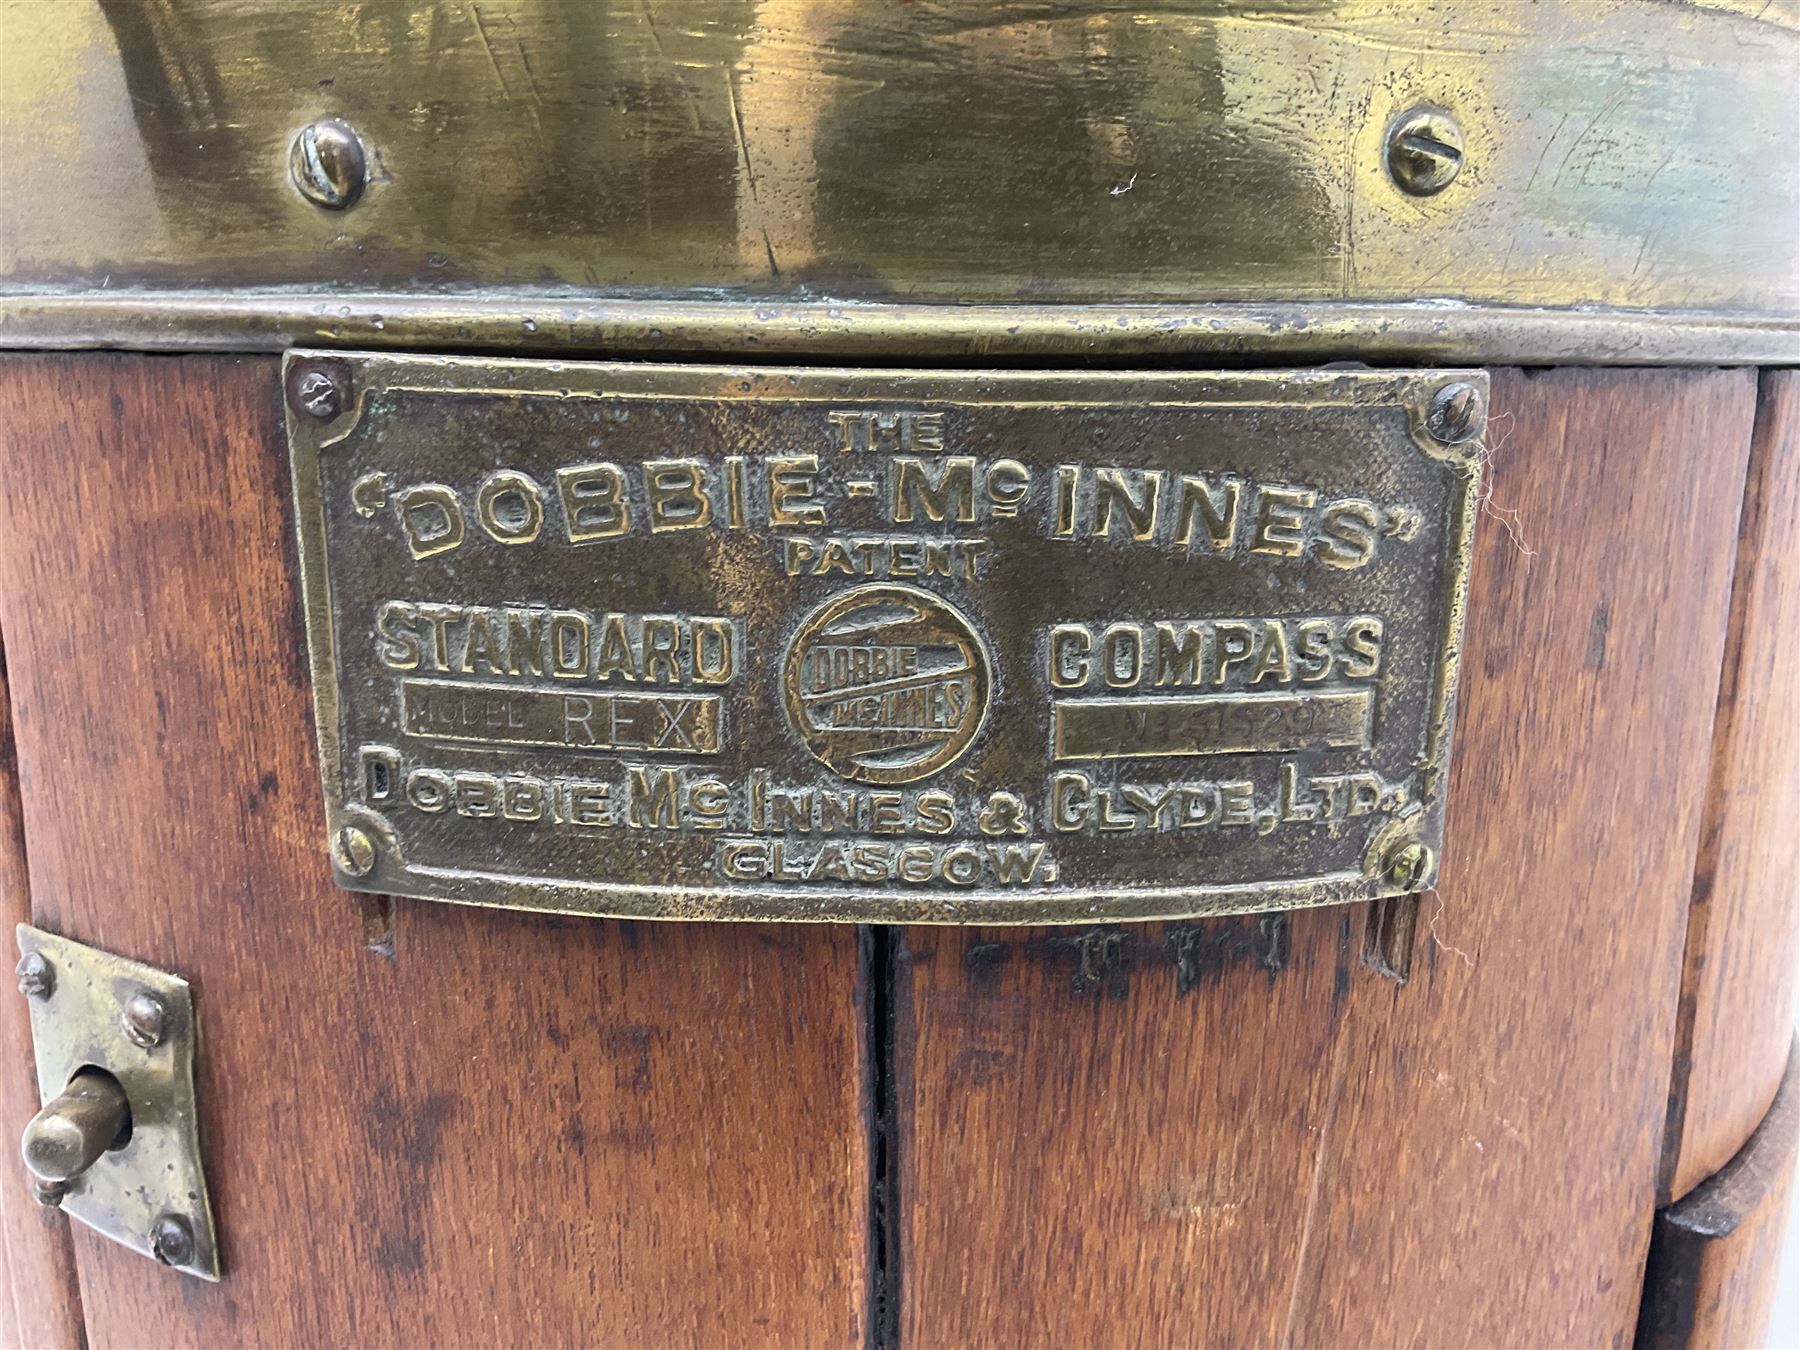 THE
"DOBBIE-McINNES"
PATENT
STANDARD COMPASS
DOBBIE
McINNES
MODEL REX
DOBBIE McINNES & CLYDE, LTD.
GLASGOW.